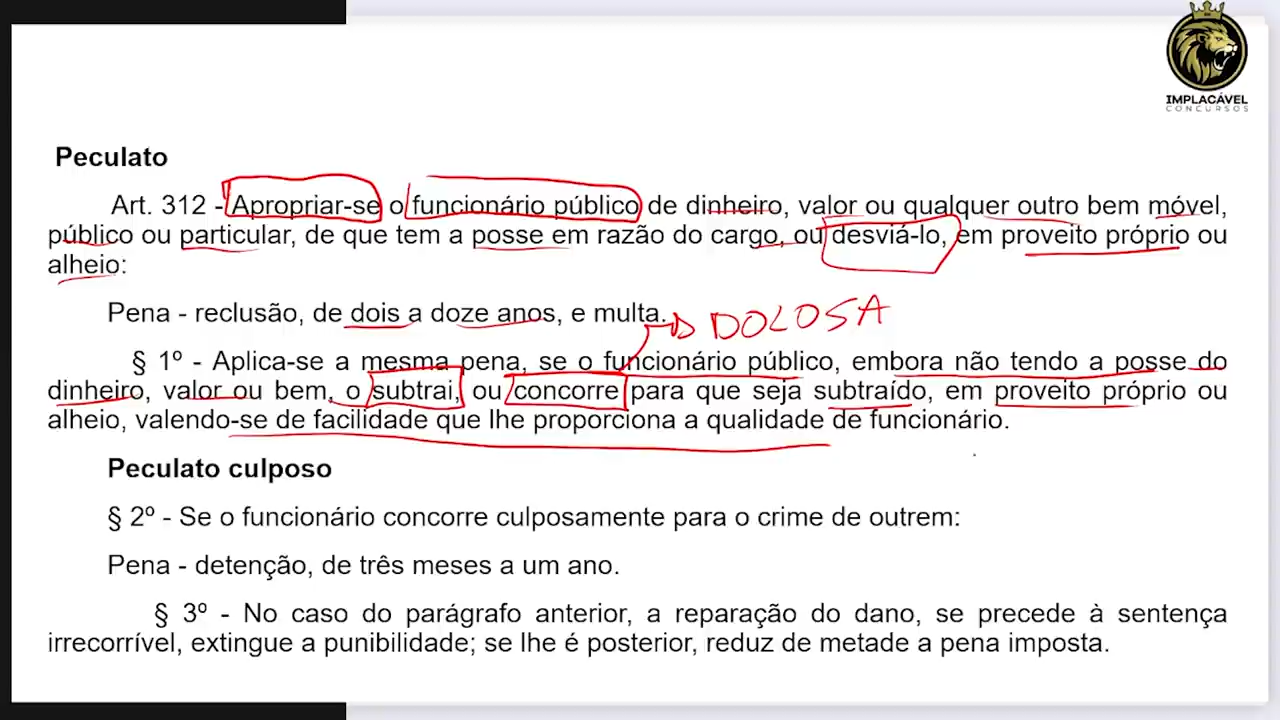 IMPLACÁVEL
CONCURSOS
Peculato
Art. 312 - Apropriar-se o funcionário público de dinheiro, valor ou qualquer outro bem móvel,
público ou particular, de que tem a posse em razão do cargo, ou desviá-lo, em proveito próprio ou
alheio:
Pena - reclusão, de dois a doze anos, e multa.
DOLOSA
§ 1º - Aplica-se a mesma pena, se o funcionário público, embora não tendo a posse do
dinheiro, valor ou bem, o subtrai, ou concorre para que seja subtraído, em proveito próprio ou
alheio, valendo-se de facilidade que lhe proporciona a qualidade de funcionário.
Peculato culposo
§ 2º - Se o funcionário concorre culposamente para o crime de outrem:
Pena - detenção, de três meses a um ano.
§ 3º - No caso do parágrafo anterior, a reparação do dano, se precede à sentença
irrecorrível, extingue a punibilidade; se lhe é posterior, reduz de metade a pena imposta.